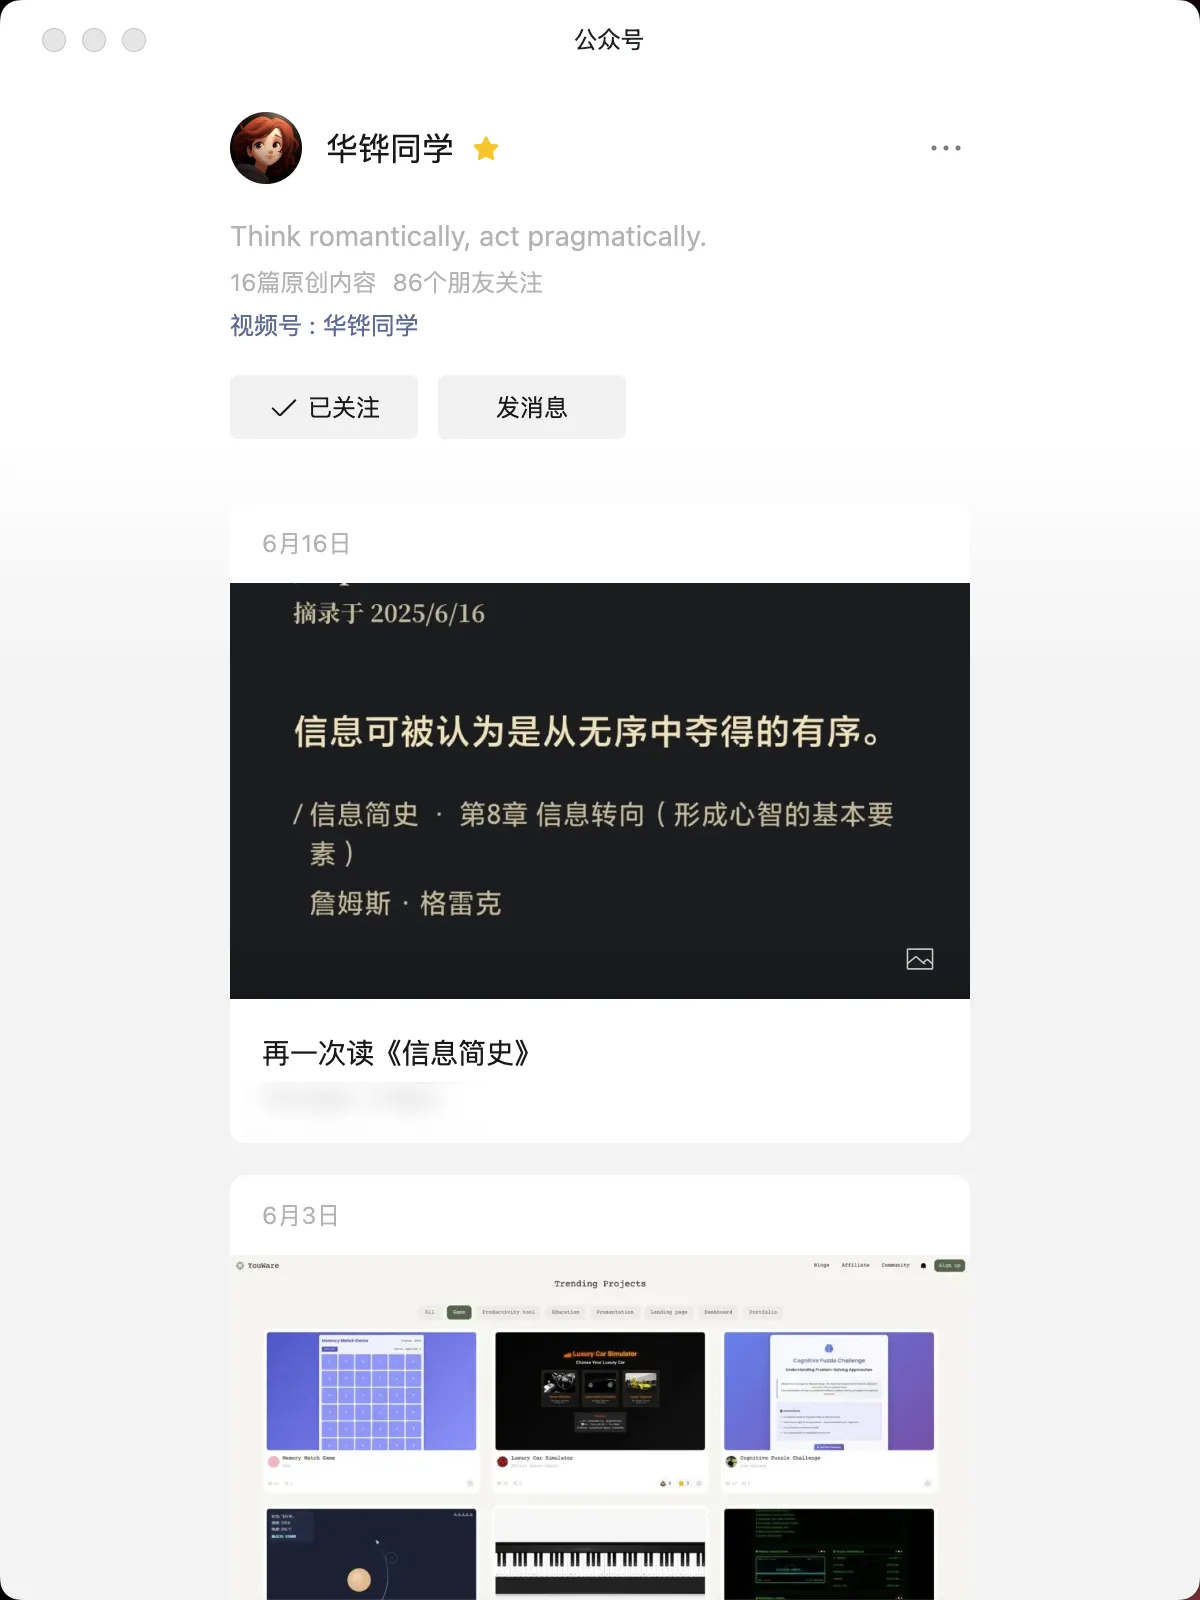 公众号
华铧同学
Think romantically, act pragmatically.
16篇原创内容 86个朋友关注
视频号：华铧同学
已关注
发消息
6月16日
摘录于 2025/6/16
信息可被认为是从无序中夺得的有序。
/ 信息简史 · 第8章 信息转向（形成心智的基本要
素）
詹姆斯 · 格雷克
再一次读《信息简史》
6月3日
YouWare
Blogs Affiliate Community Sign up
Trending Projects
All Game Productivity tool Education Presentation Landing page Dashboard Portfolio
Memory Match Game
Luxury Car Simulator
Choose Your Luxury Car
Cognitive Puzzle Challenge
Understanding Problem-Solving Approaches
Memory Match Game
Luxury Car Simulator
Cognitive Puzzle Challenge